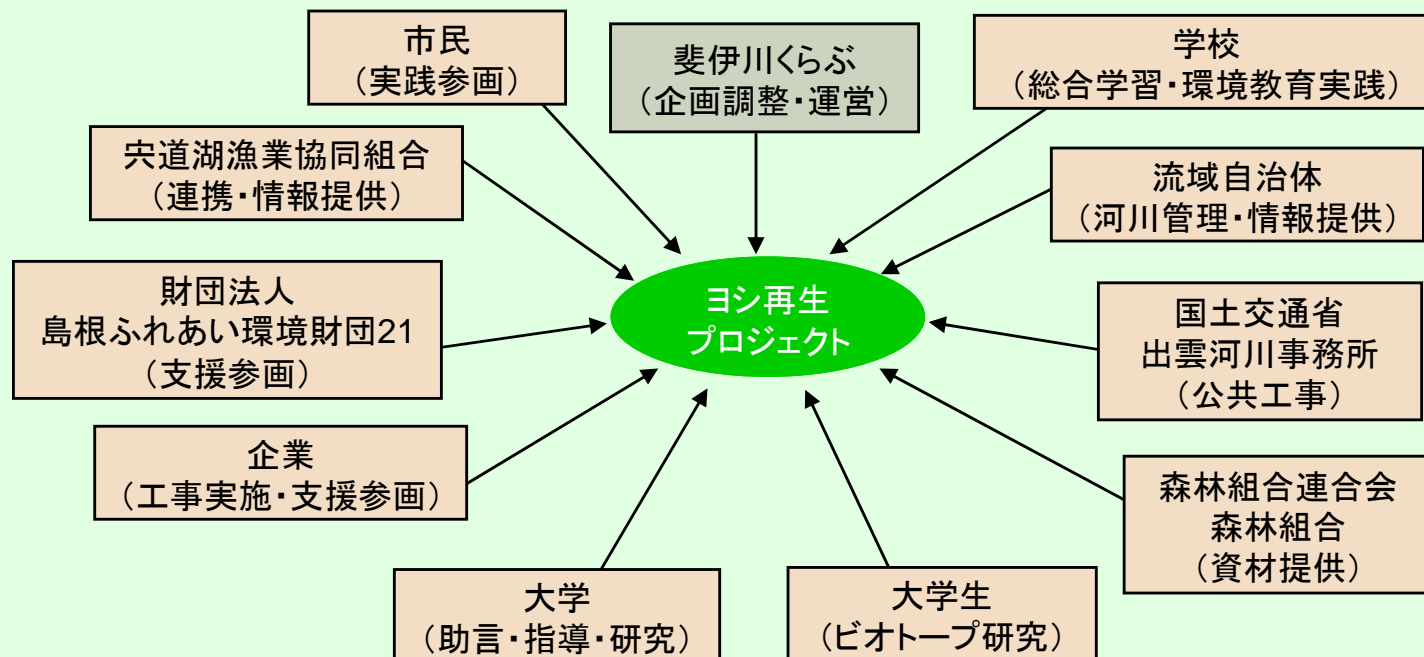 市民
（実践参画）
斐伊川くらぶ
（企画調整・運営）
学校
（総合学習・環境教育実践）
宍道湖漁業協同組合
（連携・情報提供）
流域自治体
（河川管理・情報提供）
財団法人
島根ふれあい環境財団21
（支援参画）
ヨシ再生
プロジェクト
国土交通省
出雲河川事務所
（公共工事）
企業
（工事実施・支援参画）
森林組合連合会
森林組合
（資材提供）
大学
（助言・指導・研究）
大学生
（ビオトープ研究）